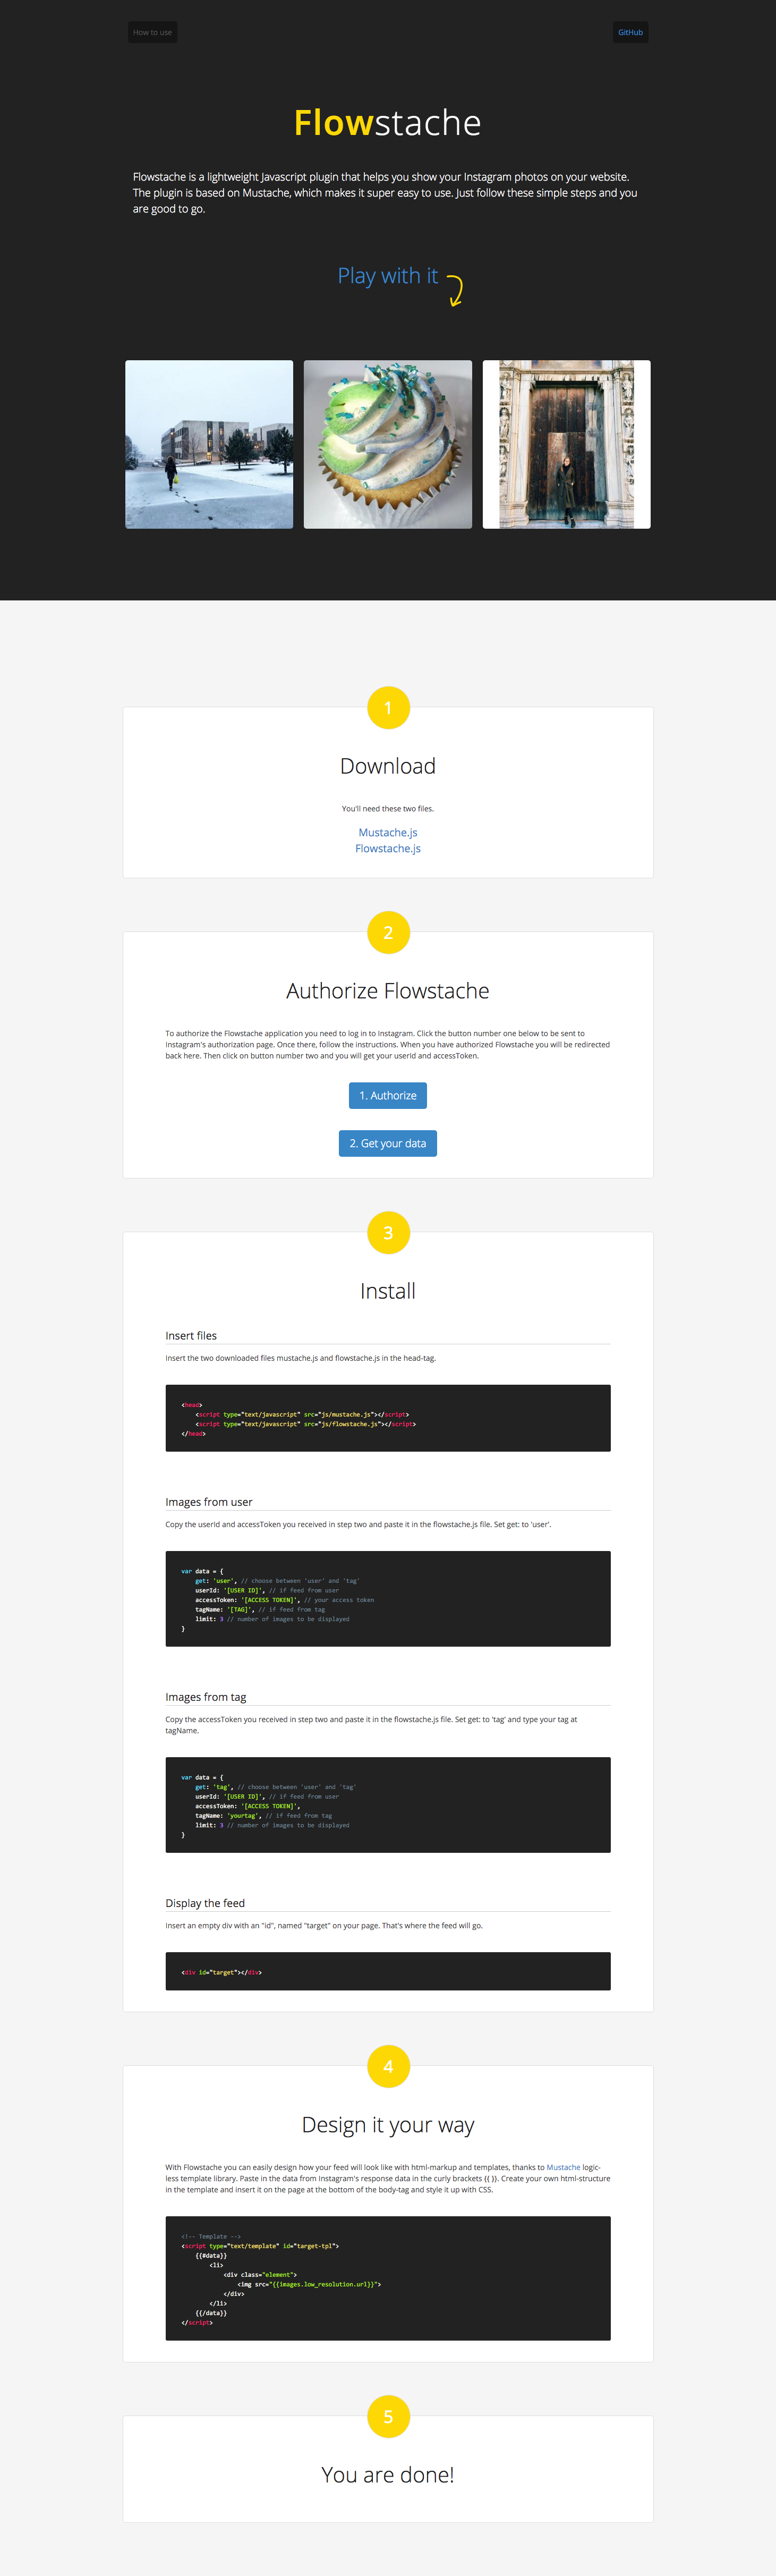 How to use
GitHub
Flowstache
Flowstache is a lightweight Javascript plugin that helps you show your Instagram photos on your website.
The plugin is based on Mustache, which makes it super easy to use. Just follow these simple steps and you
are good to go.
Play with it
1
Download
You'll need these two files.
Mustache.js
Flowstache.js
2
Authorize Flowstache
To authorize the Flowstache application you need to log in to Instagram. Click the button number one below to be sent to
Instagram's authorization page. Once there, follow the instructions. When you have authorized Flowstache you will be redirected
back here. Then click on button number two and you will get your userId and accessToken.
1. Authorize
2. Get your data
3
Install
Insert files
Insert the two downloaded files mustache.js and flowstache.js in the head-tag.
<head>
    <script type="text/javascript" src="js/mustache.js"></script>
    <script type="text/javascript" src="js/flowstache.js"></script>
</head>
Images from user
Copy the userId and accessToken you received in step two and paste it in the flowstache.js file. Set get: to 'user'.
var data = {
    get: 'user', // choose between 'user' and 'tag'
    userId: '[USER ID]', // if feed from user
    accessToken: '[ACCESS TOKEN]', // your access token
    tagName: '[TAG]', // if feed from tag
    limit: 3 // number of images to be displayed
}
Images from tag
Copy the accessToken you received in step two and paste it in the flowstache.js file. Set get: to 'tag' and type your tag at
tagName.
var data = {
    get: 'tag', // choose between 'user' and 'tag'
    userId: '[USER ID]', // if feed from user
    accessToken: '[ACCESS TOKEN]',
    tagName: 'yourtag', // if feed from tag
    limit: 3 // number of images to be displayed
}
Display the feed
Insert an empty div with an "id", named "target" on your page. That's where the feed will go.
<div id="target"></div>
4
Design it your way
With Flowstache you can easily design how your feed will look like with html-markup and templates, thanks to Mustache logic-
less template library. Paste in the data from Instagram's response data in the curly brackets {{ }}. Create your own html-structure
in the template and insert it on the page at the bottom of the body-tag and style it up with CSS.
<!-- Template -->
<script type="text/template" id="target-tpl">
    {{#data}}
        <li>
            <div class="element">
                <img src="{{images.low_resolution.url}}">
            </div>
        </li>
    {{/data}}
</script>
5
You are done!